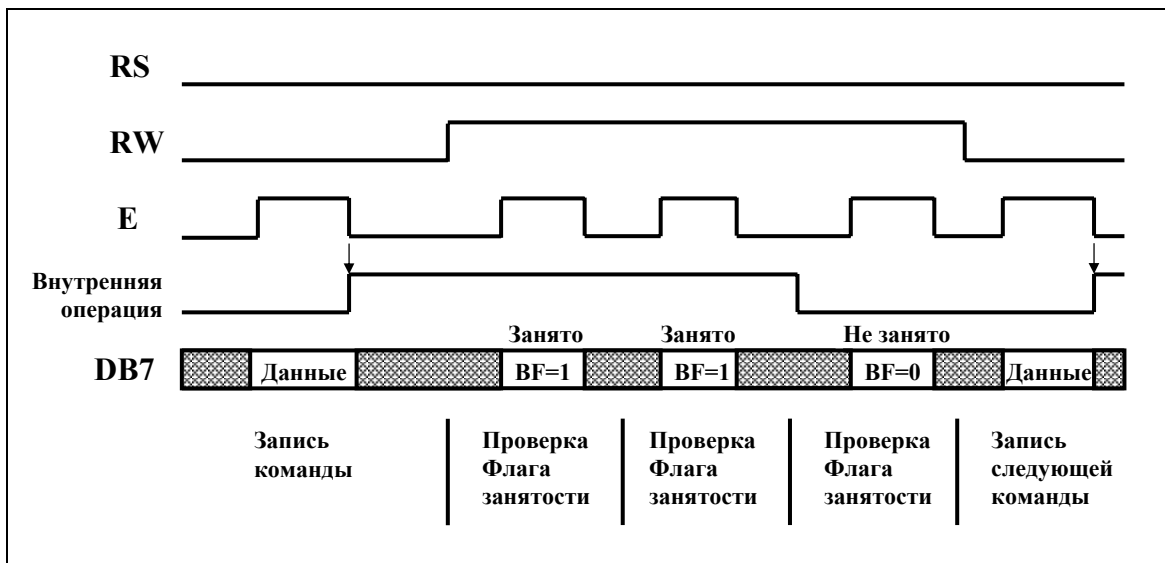 RS
RW
E
Внутренняя
операция
Занято
Занято
Не занято
DB7
Данные
BF=1
BF=1
BF=0
Данные
Запись
команды
Проверка
Флага
занятости
Проверка
Флага
занятости
Проверка
Флага
занятости
Запись
следующей
команды